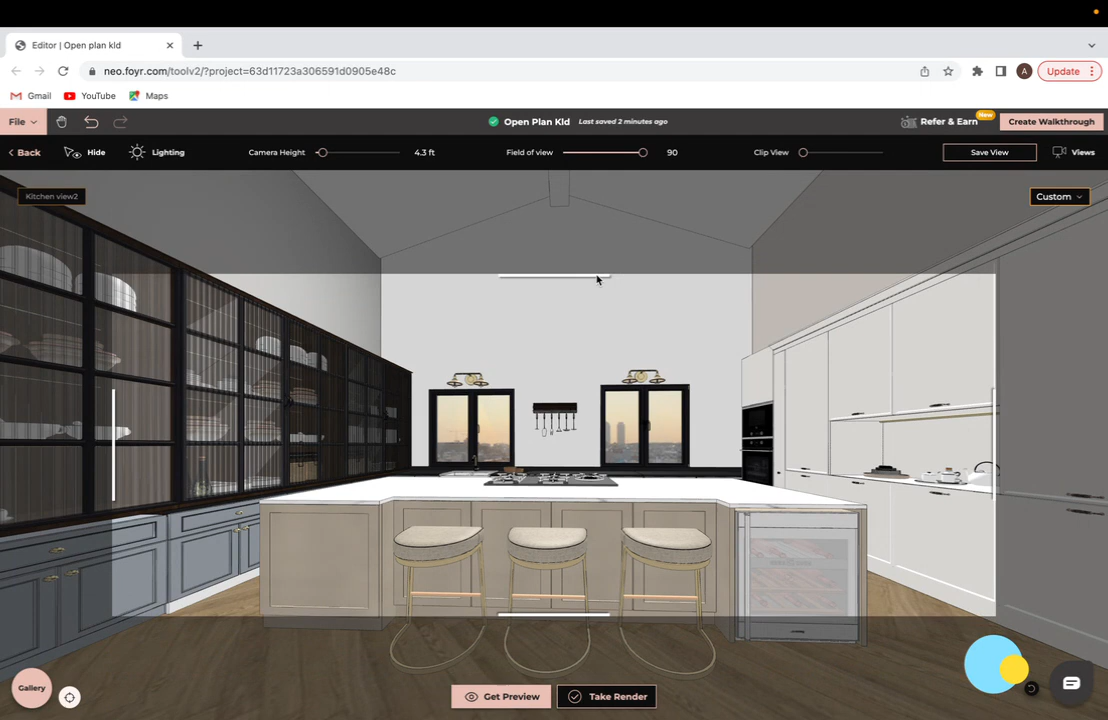 Editor | Open plan kld
neo.foyr.com/toolv2/?project=63d11723a306591d0905e48c
A
Update
Gmail
YouTube
Maps
File
Open Plan Kld
Last saved 2 minutes ago
Refer & Earn
New
Create Walkthrough
Back
Hide
Lighting
Camera Height
4.3 ft
Field of view
90
Clip View
Save View
Views
Kitchen view2
Custom
Gallery
Get Preview
Take Render